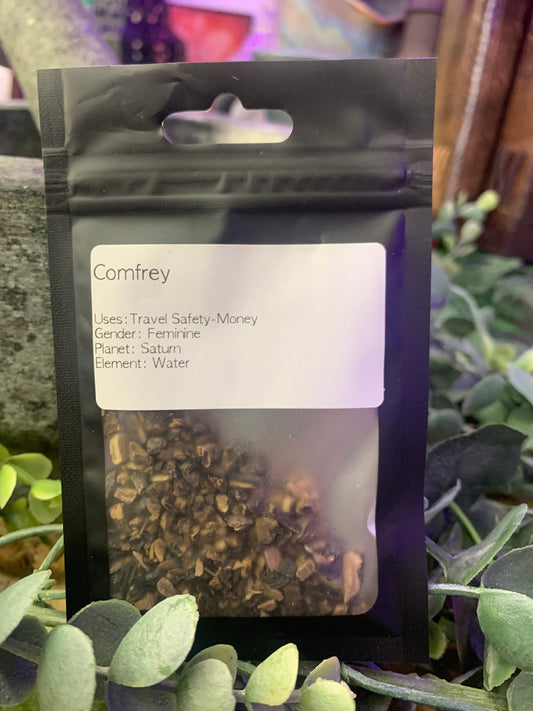 Comfrey
Uses:Travel Safety-Money
Gender: Feminine
Planet: Saturn
Element: Water